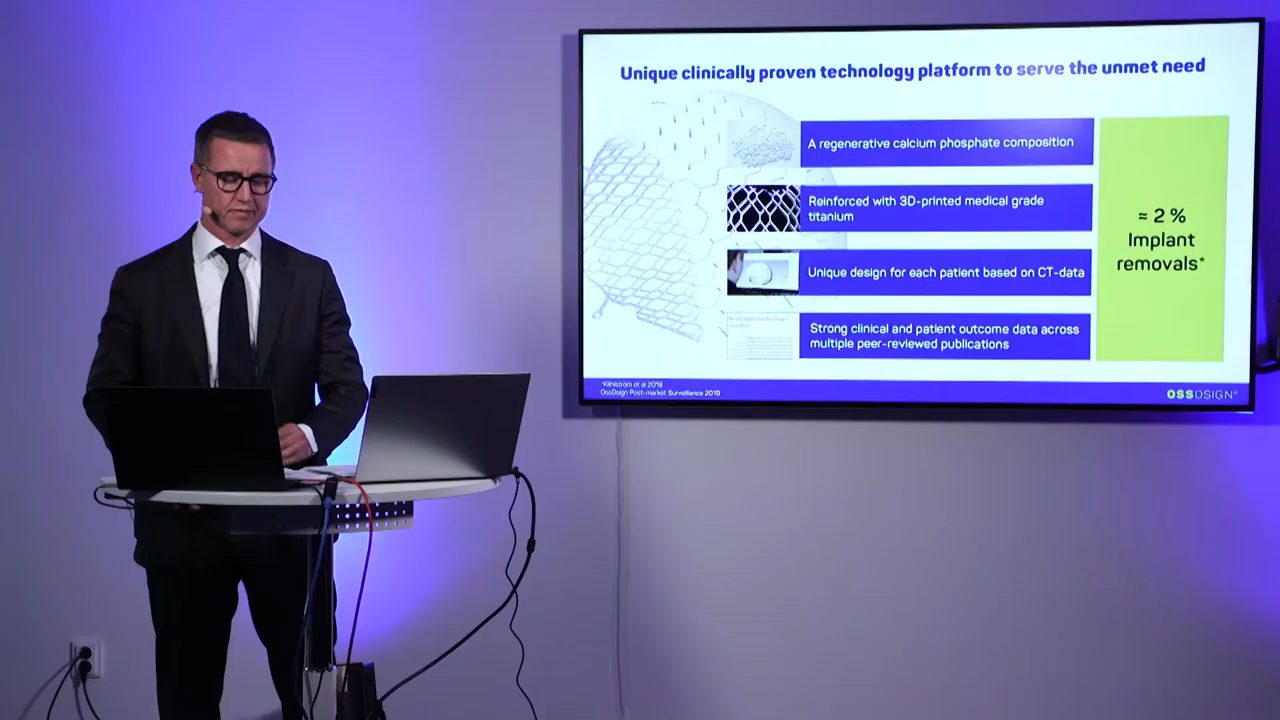 Unique clinically proven technology platform to serve the unmet need
A regenerative calcium phosphate composition
Reinforced with 3D-printed medical grade
titanium
Unique design for each patient based on CT-data
Strong clinical and patient outcome data across
multiple peer-reviewed publications
≈ 2 %
Implant
removals*
*Kihlström et al 2018
OssDsign Post-market Surveillance 2019
OSSDSIGN®